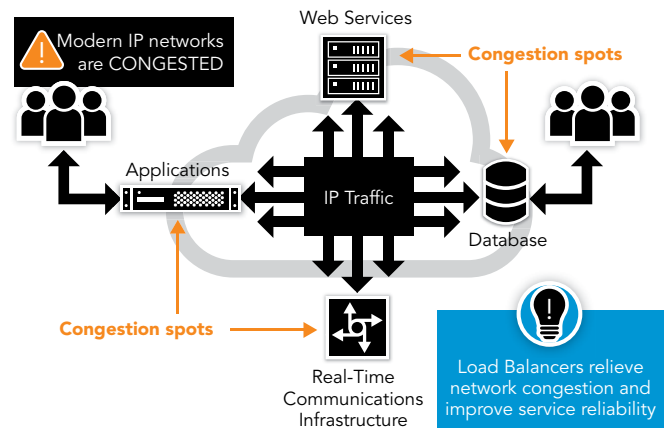 Web Services
!
Modern IP networks
are CONGESTED
Congestion spots
Applications
IP Traffic
Database
Congestion spots
Real-Time
Communications
Infrastructure
!
Load Balancers relieve
network congestion and
improve service reliability